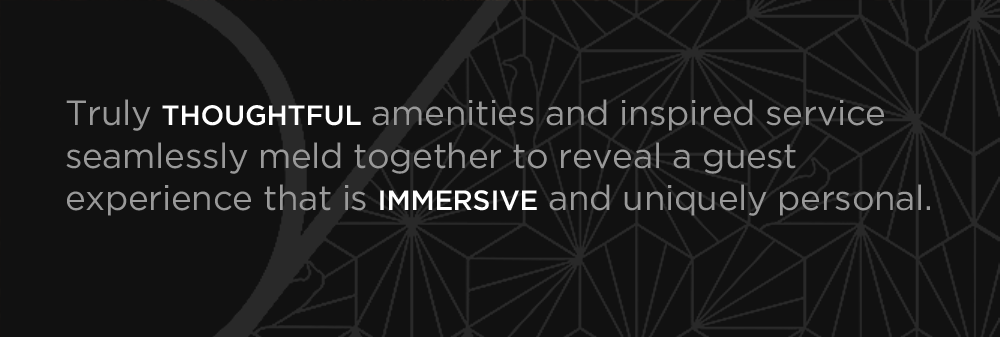 Truly THOUGHTFUL amenities and inspired service
seamlessly meld together to reveal a guest
experience that is IMMERSIVE and uniquely personal.